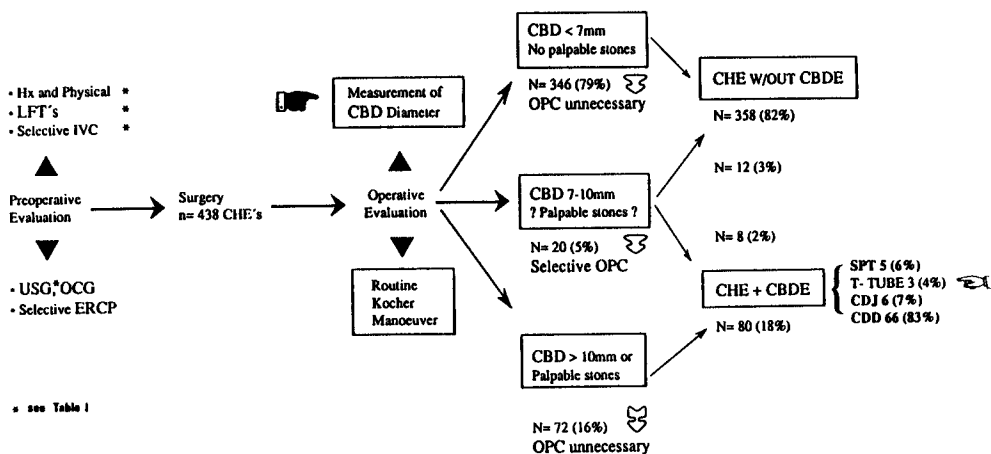 • Hx and Physical *
• LFT´s *
• Selective IVC *
Preoperative
Evaluation
• USG,*OCG
• Selective ERCP
* see Table I
Surgery
n= 438 CHE´s
Measurement of
CBD Diameter
Operative
Evaluation
Routine
Kocher
Manoeuver
CBD < 7mm
No palpable stones
N= 346 (79%)
OPC unnecessary
CBD 7-10mm
? Palpable stones ?
N= 20 (5%)
Selective OPC
CBD > 10mm or
Palpable stones
N= 72 (16%)
OPC unnecessary
CHE W/OUT CBDE
N= 358 (82%)
N= 12 (3%)
N= 8 (2%)
CHE + CBDE
N= 80 (18%)
SPT 5 (6%)
T- TUBE 3 (4%)
CDJ 6 (7%)
CDD 66 (83%)